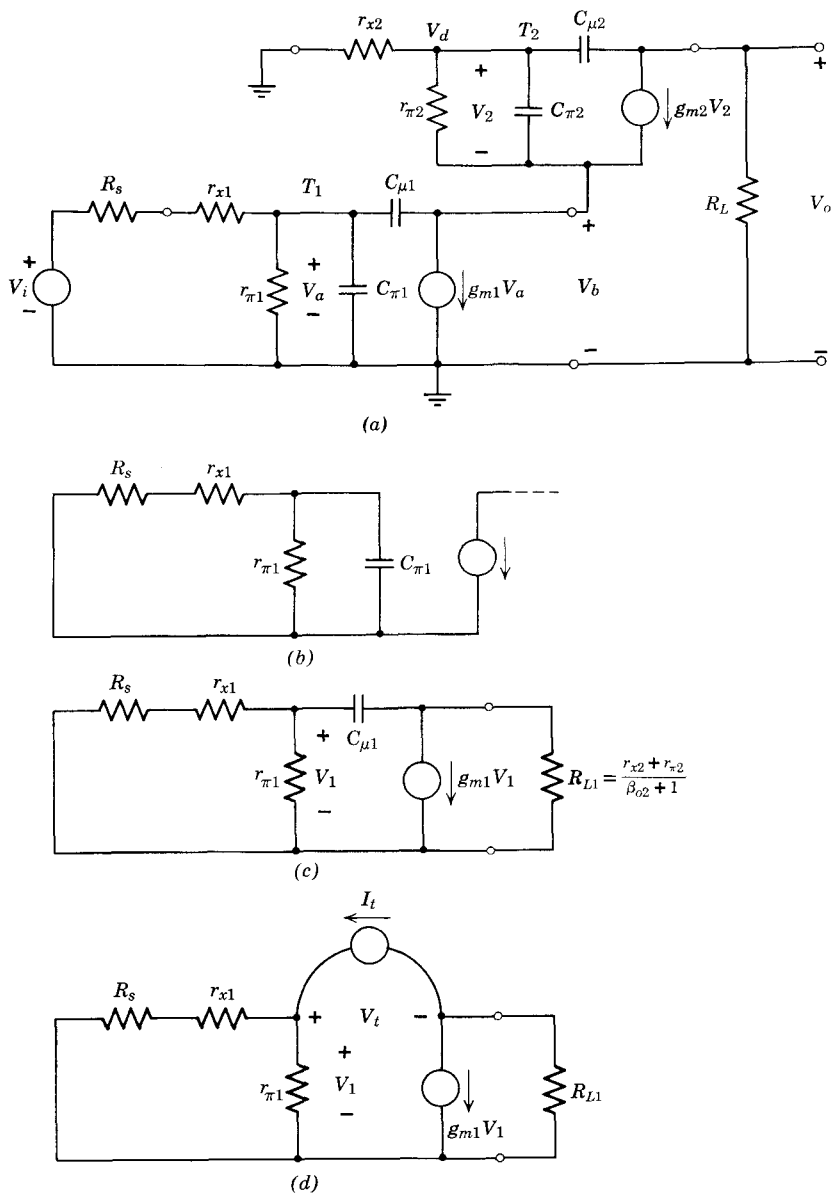 r_{x2} V_d T_2 C_{μ2}
+ +
r_{π2} V_2 C_{π2} g_{m2}V_2
−
R_s r_{x1} T_1 C_{μ1} R_L V_o
+
+ +
V_i r_{π1} V_a C_{π1} g_{m1}V_a V_b
− −
− −
(a)
R_s r_{x1}
r_{π1} C_{π1}
(b)
R_s r_{x1}
+ C_{μ1}
r_{π1} V_1 g_{m1}V_1 R_{L1} = \frac{r_{x2} + r_{π2}}{β_{o2} + 1}
−
(c)
I_t
R_s r_{x1}
+ V_t −
+
r_{π1} V_1 R_{L1}
−
g_{m1}V_1
(d)